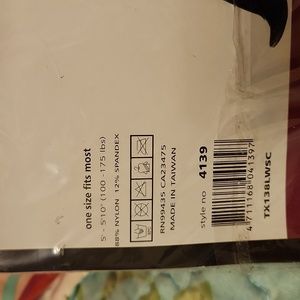 one size fits most
5' - 5'10" (100 -175 lbs)
88% NYLON 12% SPANDEX
RN99435 CA23475
MADE IN TAIWAN
style no 4139
4711168041397
TX138LWSC